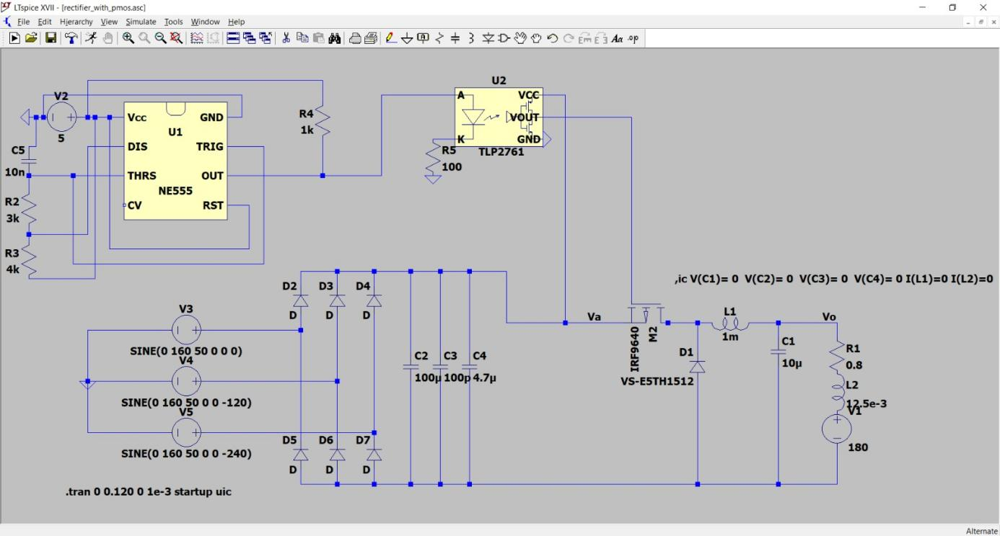 LTspice XVII - [rectifier_with_pmos.asc]
File Edit Hierarchy View Simulate Tools Window Help
Aa .op
V2
5
C5
10n
R2
3k
R3
4k
Vcc GND
U1
DIS TRIG
THRS OUT
NE555
CV RST
R4
1k
U2
A VCC
VOUT
K GND
TLP2761
R5
100
,ic V(C1)= 0 V(C2)= 0 V(C3)= 0 V(C4)= 0 I(L1)=0 I(L2)=0
D2 D3 D4
D D D
V3
SINE(0 160 50 0 0 0)
V4
SINE(0 160 50 0 0 -120)
V5
SINE(0 160 50 0 0 -240)
D5 D6 D7
D D D
C2 C3 C4
100µ 100p 4.7µ
Va
IRF9640
M2
D1
VS-E5TH1512
L1
1m
C1
10µ
Vo
R1
0.8
L2
12.5e-3
V1
180
.tran 0 0.120 0 1e-3 startup uic
Alternate